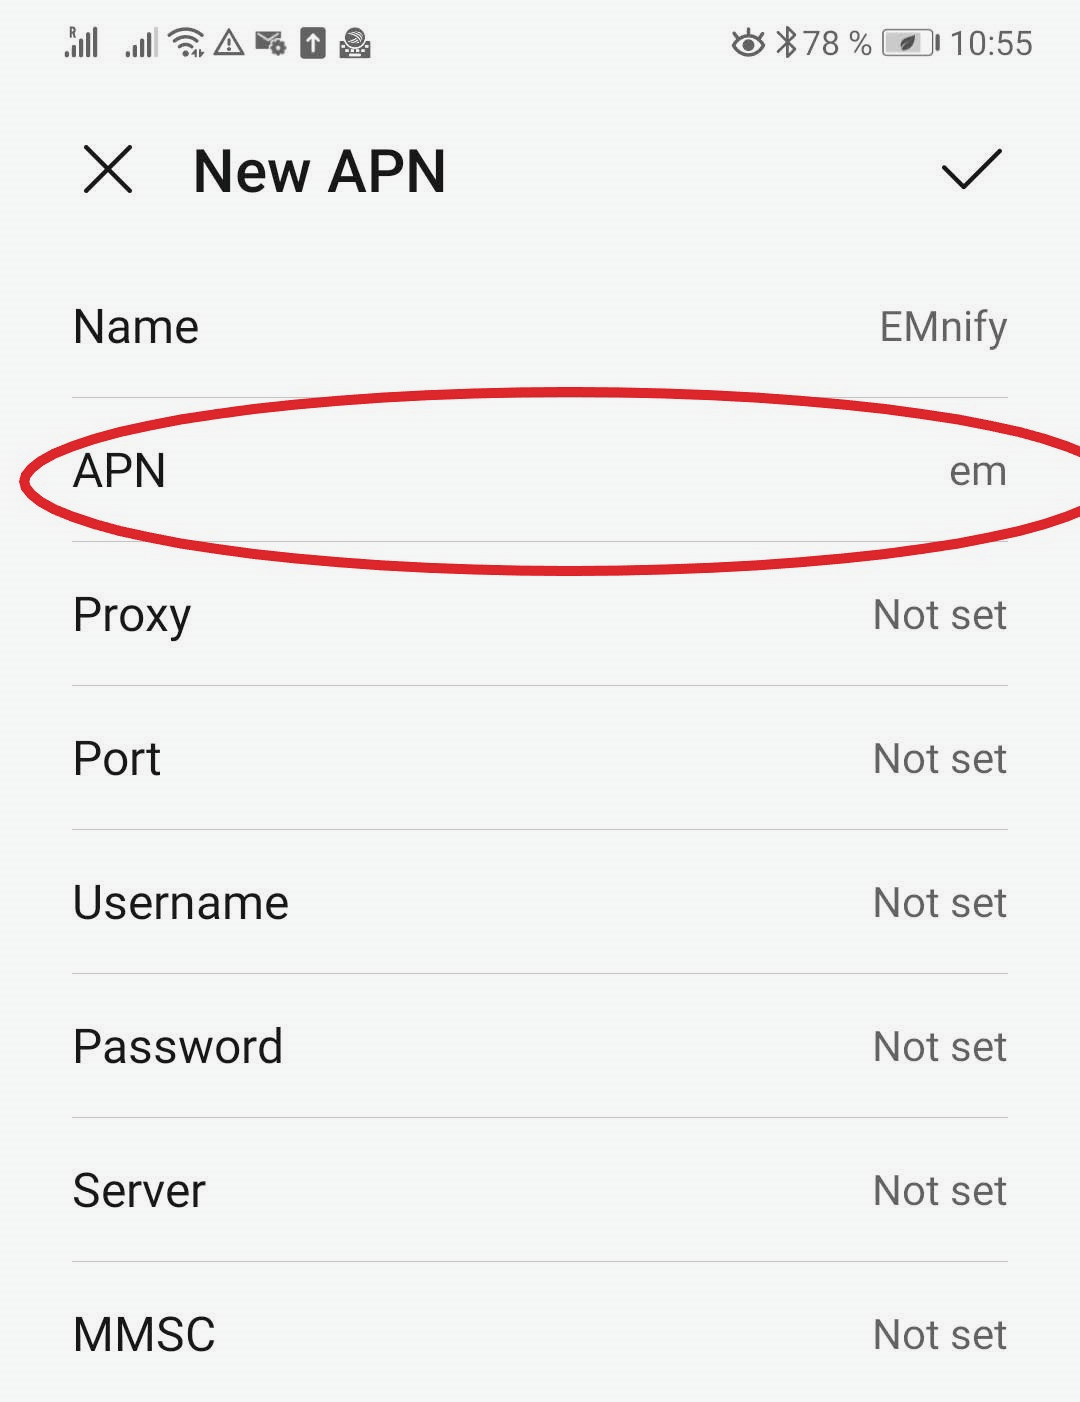 R 78 % 10:55
New APN
Name EMnify
APN em
Proxy Not set
Port Not set
Username Not set
Password Not set
Server Not set
MMSC Not set